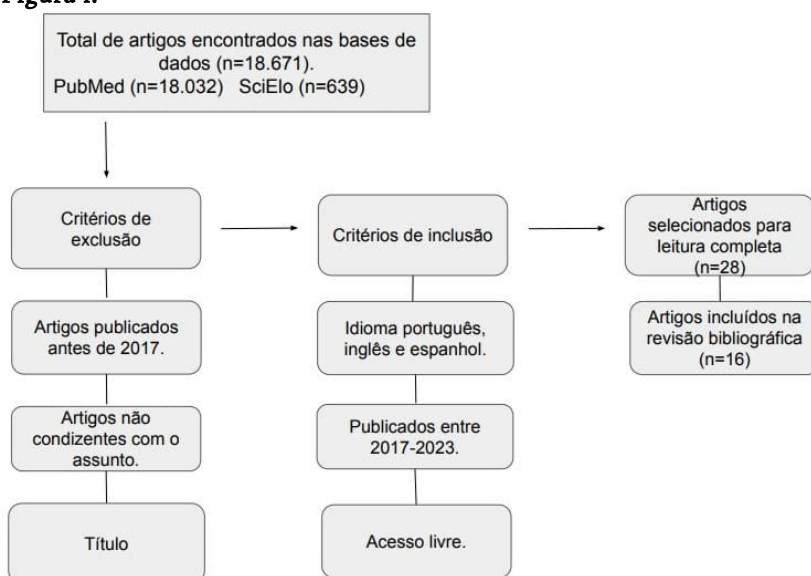 Figura 1.
Total de artigos encontrados nas bases de
dados (n=18.671).
PubMed (n=18.032) SciElo (n=639)
Critérios de
exclusão
Artigos publicados
antes de 2017.
Artigos não
condizentes com o
assunto.
Título
Critérios de inclusão
Idioma português,
inglês e espanhol.
Publicados entre
2017-2023.
Acesso livre.
Artigos
selecionados para
leitura completa
(n=28)
Artigos incluídos na
revisão bibliográfica
(n=16)